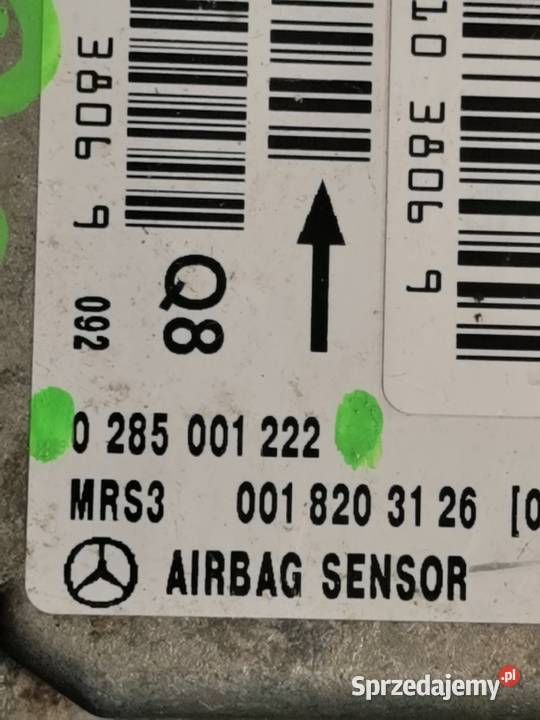 3806 9
10 3806 9
Q8
092
0 285 001 222
MRS3 001 820 31 26 [0
AIRBAG SENSOR
Sprzedajemy.pl